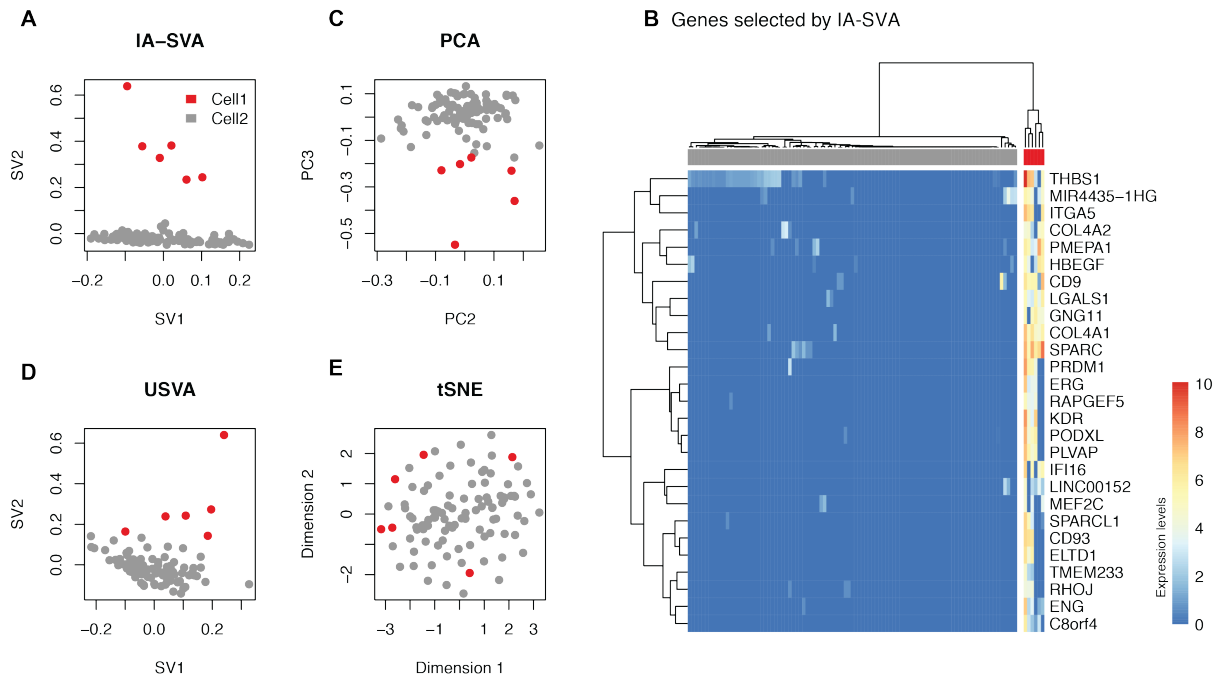 A
IA−SVA
SV2
0.6
0.4
0.2
0.0
Cell1
Cell2
−0.2
0.0
0.1
0.2
SV1
C
PCA
PC3
0.1
−0.1
−0.3
−0.5
−0.3
−0.1
0.1
PC2
B Genes selected by IA-SVA
THBS1
MIR4435−1HG
ITGA5
COL4A2
PMEPA1
HBEGF
CD9
LGALS1
GNG11
COL4A1
SPARC
PRDM1
ERG
RAPGEF5
KDR
PODXL
PLVAP
IFI16
LINC00152
MEF2C
SPARCL1
CD93
ELTD1
TMEM233
RHOJ
ENG
C8orf4
Expression levels
10
8
6
4
2
0
D
USVA
SV2
0.6
0.4
0.2
0.0
−0.2
0.0
0.2
SV1
E
tSNE
Dimension 2
2
1
0
−2
−3
−1
1
2
3
Dimension 1